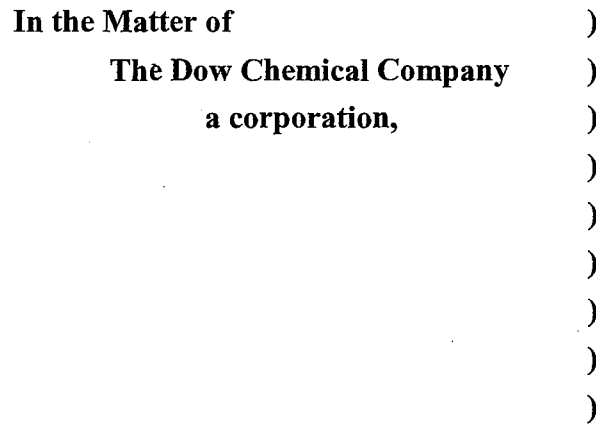 In the Matter of )
The Dow Chemical Company )
a corporation, )
)
)
)
)
)
)